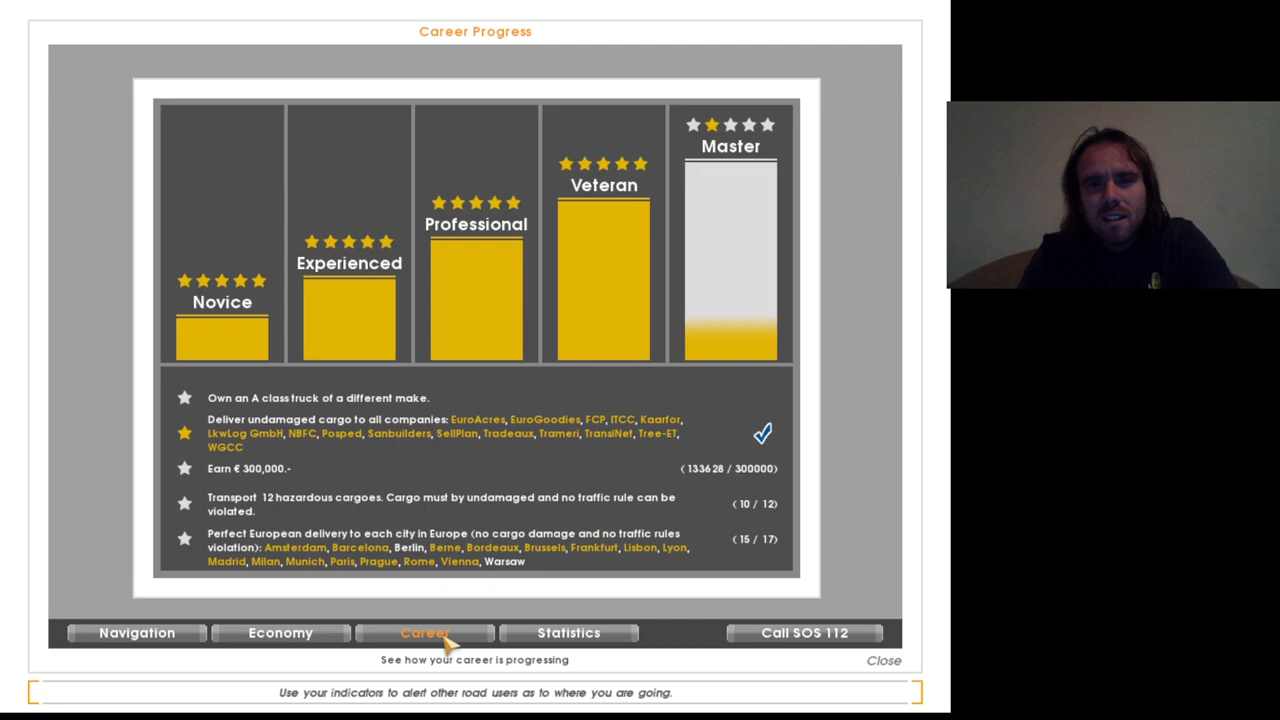 Career Progress
Master
Veteran
Professional
Experienced
Novice
Own an A class truck of a different make.
Deliver undamaged cargo to all companies: EuroAcres, EuroGoodies, FCP, ITCC, Kaarfor,
LkwLog GmbH, NBFC, Posped, Sanbuilders, SellPlan, Tradeaux, Trameri, TransiNet, Tree-ET,
WGCC
Earn € 300,000.- (133628 / 300000)
Transport 12 hazardous cargoes. Cargo must by undamaged and no traffic rule can be
violated. (10 / 12)
Perfect European delivery to each city in Europe (no cargo damage and no traffic rules
violation): Amsterdam, Barcelona, Berlin, Berne, Bordeaux, Brussels, Frankfurt, Lisbon, Lyon, (15 / 17)
Madrid, Milan, Munich, Paris, Prague, Rome, Vienna, Warsaw
Navigation Economy Career Statistics Call SOS 112
See how your career is progressing Close
Use your indicators to alert other road users as to where you are going.